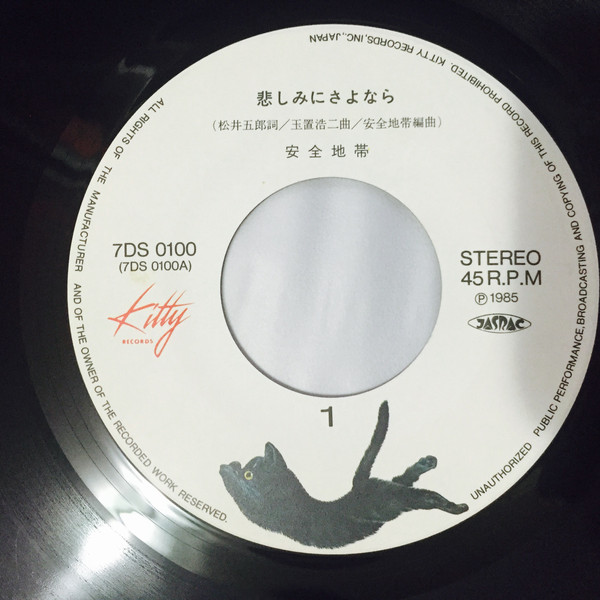 悲しみにさよなら
(松井五郎詞/玉置浩二曲/安全地帯編曲)
安全地帯
7DS 0100
(7DS 0100A)
Kitty
RECORDS
STEREO
45 R.P.M
Ⓟ 1985
JASRAC
1
ALL RIGHTS OF THE MANUFACTURER AND OF THE OWNER OF THE RECORDED WORK RESERVED.
UNAUTHORIZED PUBLIC PERFORMANCE, BROADCASTING AND COPYING OF THIS RECORD PROHIBITED. KITTY RECORDS, INC., JAPAN